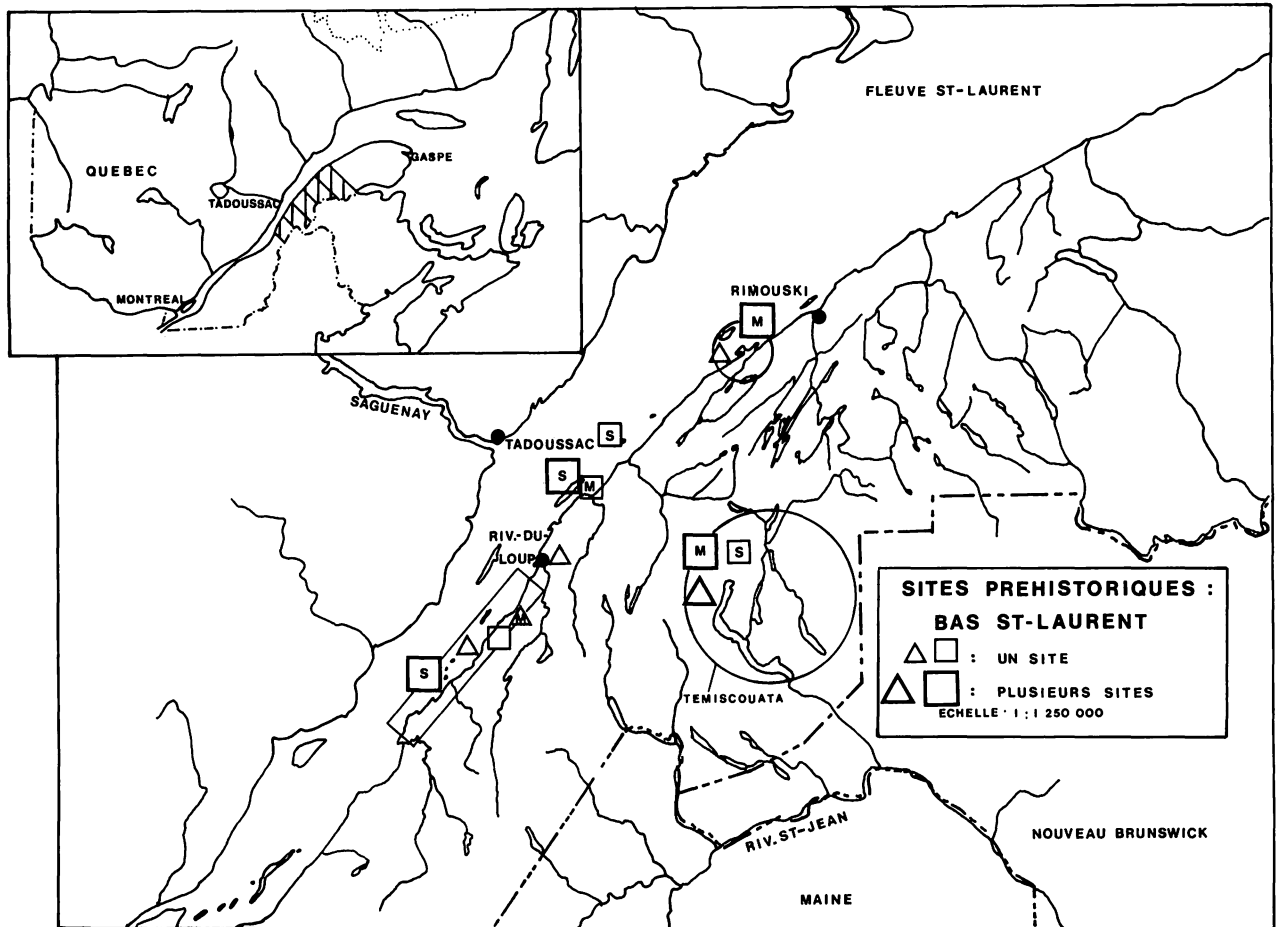 FLEUVE ST-LAURENT
QUEBEC
GASPE
TADOUSSAC
MONTREAL
RIMOUSKI
M
SAGUENAY
TADOUSSAC
S
S
M
RIV.-DU-
LOUP
M
S
S
TEMISCOUATA
SITES PREHISTORIQUES :
BAS ST-LAURENT
: UN SITE
: PLUSIEURS SITES
ECHELLE · 1 : 1 250 000
RIV. ST-JEAN
NOUVEAU BRUNSWICK
MAINE